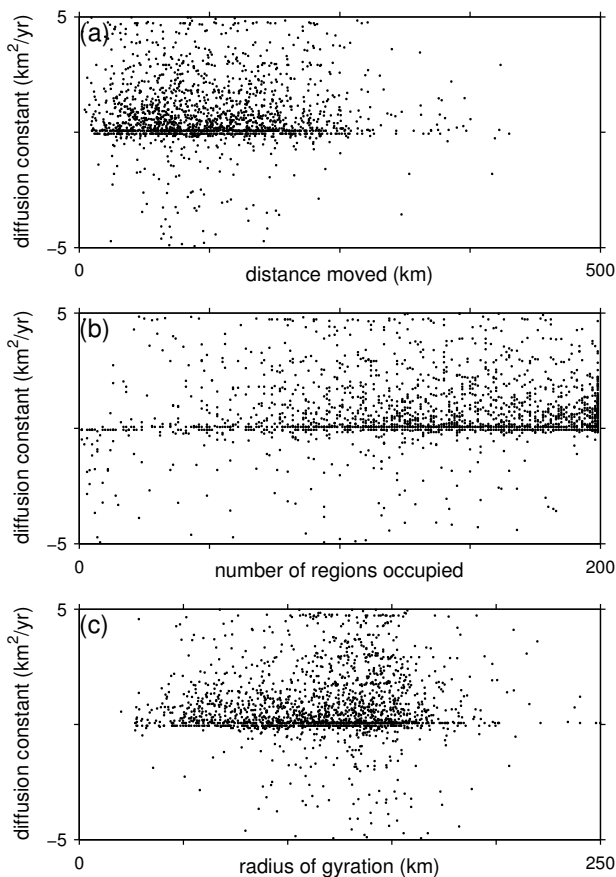 (a)
5
diffusion constant (km²/yr)
−5
0
500
distance moved (km)
(b)
5
diffusion constant (km²/yr)
−5
0
200
number of regions occupied
(c)
5
diffusion constant (km²/yr)
−5
0
250
radius of gyration (km)